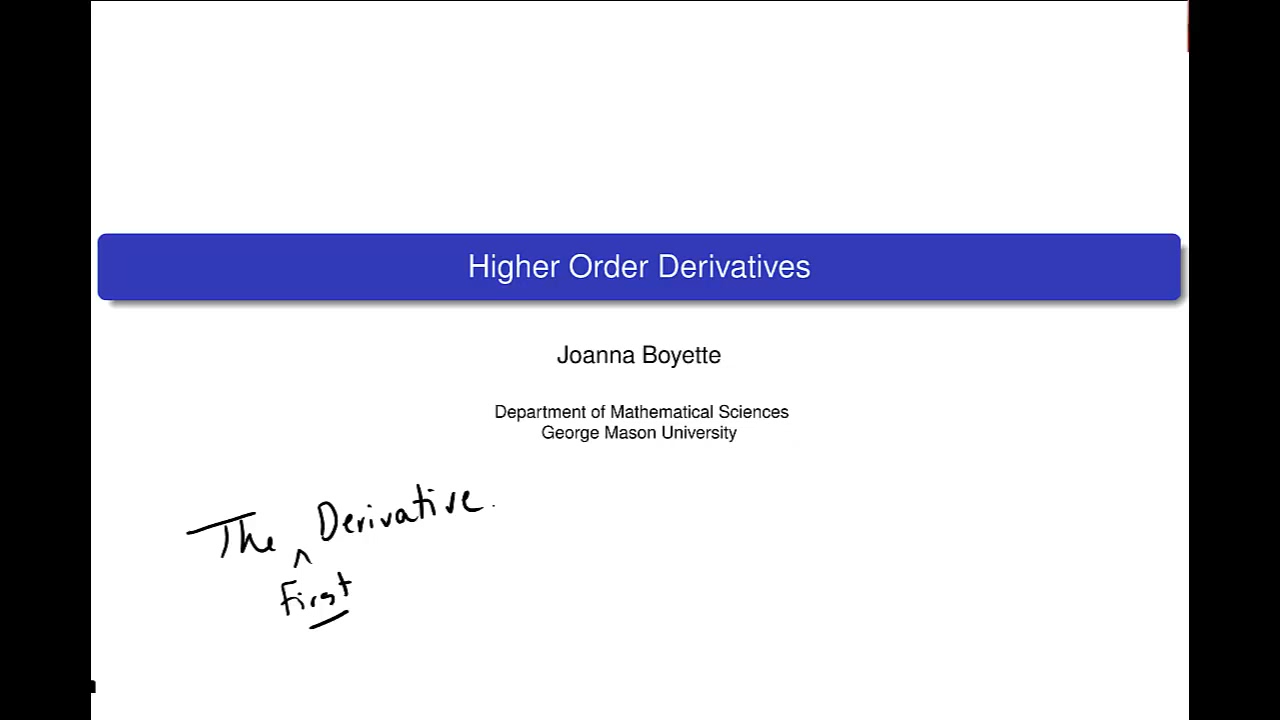 Higher Order Derivatives
Joanna Boyette
Department of Mathematical Sciences
George Mason University
The ^ Derivative.
First